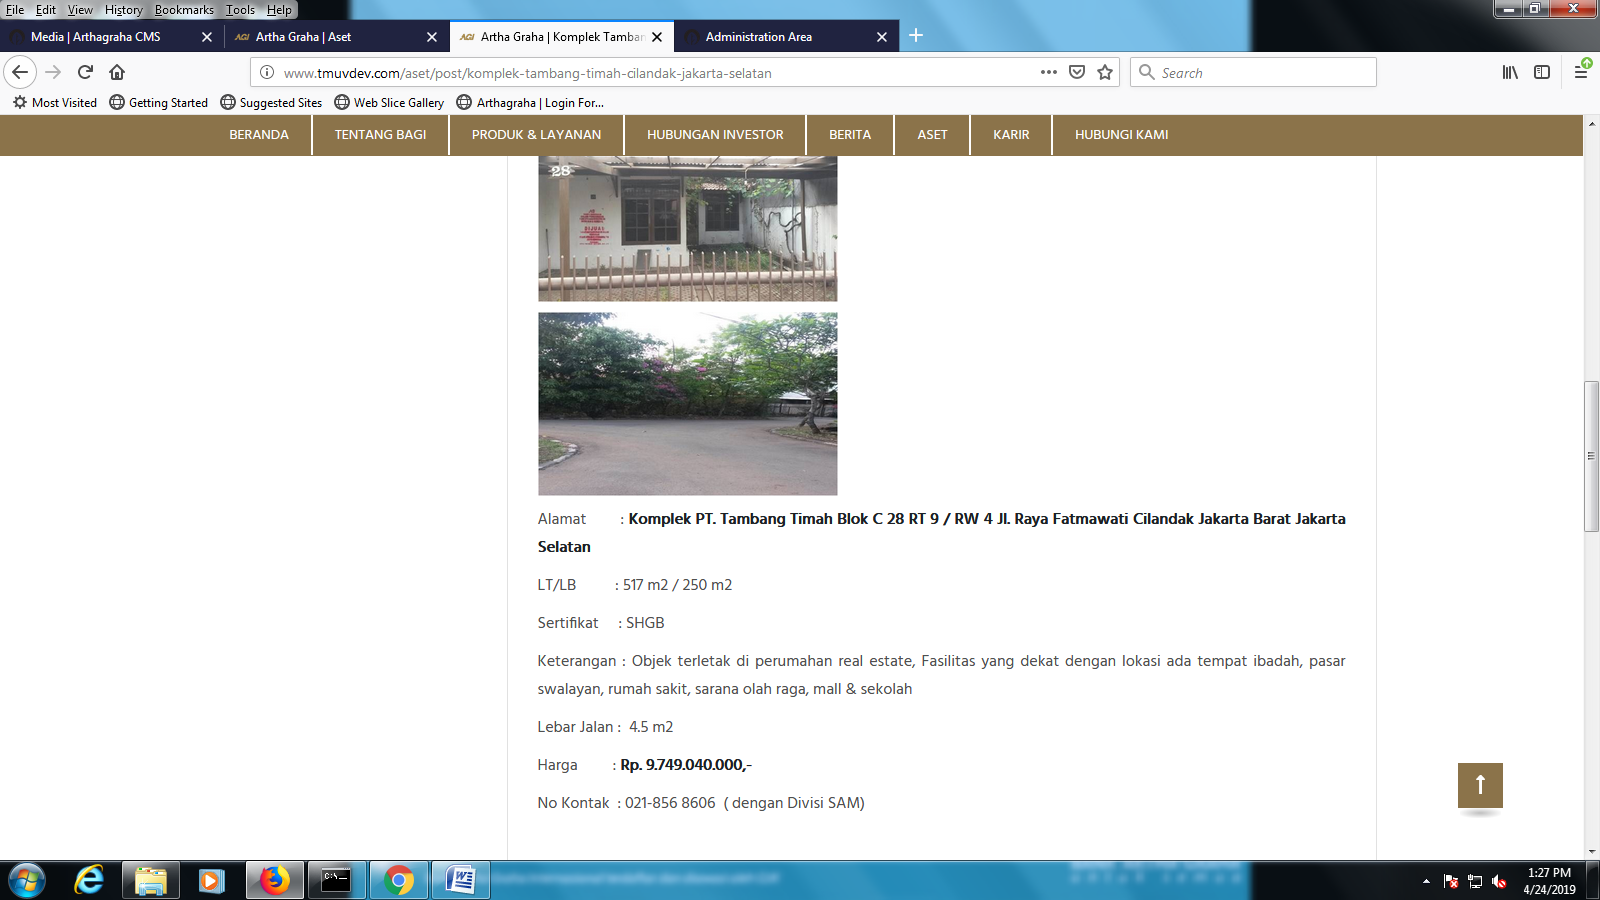 File Edit View History Bookmarks Tools Help
Media | Arthagraha CMS
Artha Graha | Aset
Artha Graha | Komplek Tamban
Administration Area
www.tmuvdev.com/aset/post/komplek-tambang-timah-cilandak-jakarta-selatan
Search
Most Visited Getting Started Suggested Sites Web Slice Gallery Arthagraha | Login For...
BERANDA TENTANG BAGI PRODUK & LAYANAN HUBUNGAN INVESTOR BERITA ASET KARIR HUBUNGI KAMI
28
DIJUAL
Alamat : Komplek PT. Tambang Timah Blok C 28 RT 9 / RW 4 Jl. Raya Fatmawati Cilandak Jakarta Barat Jakarta
Selatan
LT/LB : 517 m2 / 250 m2
Sertifikat : SHGB
Keterangan : Objek terletak di perumahan real estate, Fasilitas yang dekat dengan lokasi ada tempat ibadah, pasar
swalayan, rumah sakit, sarana olah raga, mall & sekolah
Lebar Jalan : 4.5 m2
Harga : Rp. 9.749.040.000,-
No Kontak : 021-856 8606 ( dengan Divisi SAM)
1:27 PM
4/24/2019